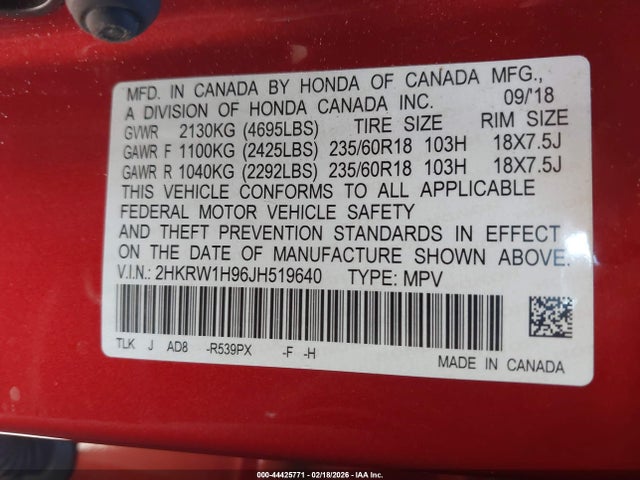 MFD. IN CANADA BY HONDA OF CANADA MFG.,
A DIVISION OF HONDA CANADA INC. 09/'18
GVWR 2130KG (4695LBS) TIRE SIZE RIM SIZE
GAWR F 1100KG (2425LBS) 235/60R18 103H 18X7.5J
GAWR R 1040KG (2292LBS) 235/60R18 103H 18X7.5J
THIS VEHICLE CONFORMS TO ALL APPLICABLE
FEDERAL MOTOR VEHICLE SAFETY
AND THEFT PREVENTION STANDARDS IN EFFECT
ON THE DATE OF MANUFACTURE SHOWN ABOVE.
V.I.N.: 2HKRW1H96JH519640 TYPE: MPV
TLK J AD8 -R539PX -F -H
MADE IN CANADA
000-44425771 - 02/18/2026 - IAA Inc.